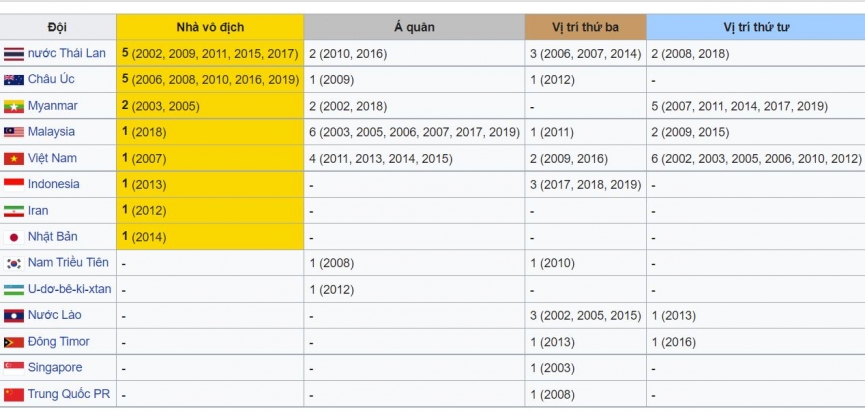 Đội Nhà vô địch Á quân Vị trí thứ ba Vị trí thứ tư
nước Thái Lan 5 (2002, 2009, 2011, 2015, 2017) 2 (2010, 2016) 3 (2006, 2007, 2014) 2 (2008, 2018)
Châu Úc 5 (2006, 2008, 2010, 2016, 2019) 1 (2009) 1 (2012) -
Myanmar 2 (2003, 2005) 2 (2002, 2018) - 5 (2007, 2011, 2014, 2017, 2019)
Malaysia 1 (2018) 6 (2003, 2005, 2006, 2007, 2017, 2019) 1 (2011) 2 (2009, 2015)
Việt Nam 1 (2007) 4 (2011, 2013, 2014, 2015) 2 (2009, 2016) 6 (2002, 2003, 2005, 2006, 2010, 2012)
Indonesia 1 (2013) - 3 (2017, 2018, 2019) -
Iran 1 (2012) - - -
Nhật Bản 1 (2014) - - -
Nam Triều Tiên - 1 (2008) 1 (2010) -
U-dơ-bê-ki-xtan - 1 (2012) - -
Nước Lào - - 3 (2002, 2005, 2015) 1 (2013)
Đông Timor - - 1 (2013) 1 (2016)
Singapore - - 1 (2003)
Trung Quốc PR - - 1 (2008)